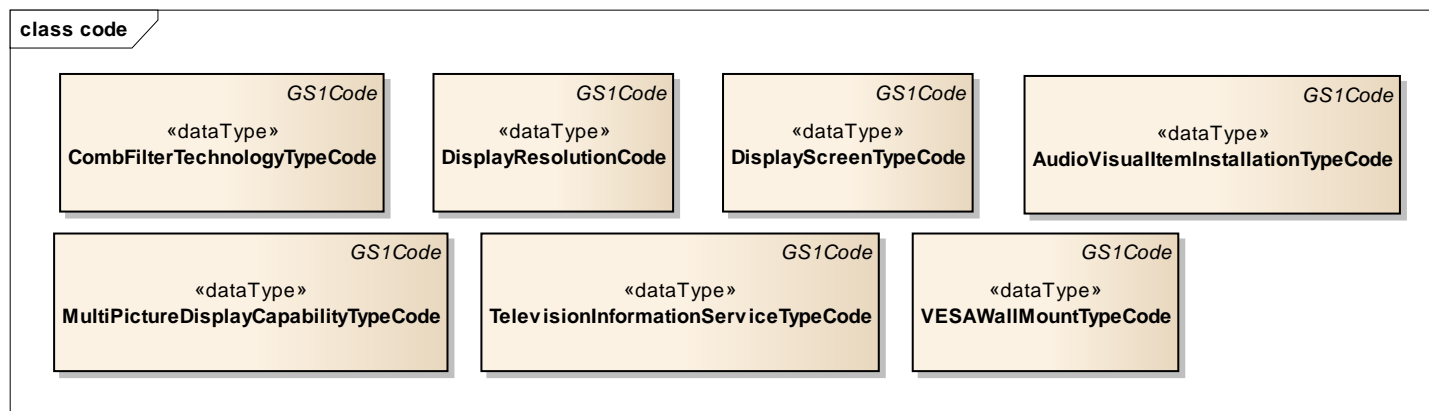 class code
GS1Code
«dataType»
CombFilterTechnologyTypeCode
GS1Code
«dataType»
DisplayResolutionCode
GS1Code
«dataType»
DisplayScreenTypeCode
GS1Code
«dataType»
AudioVisualItemInstallationTypeCode
GS1Code
«dataType»
MultiPictureDisplayCapabilityTypeCode
GS1Code
«dataType»
TelevisionInformationServiceTypeCode
GS1Code
«dataType»
VESAWallMountTypeCode